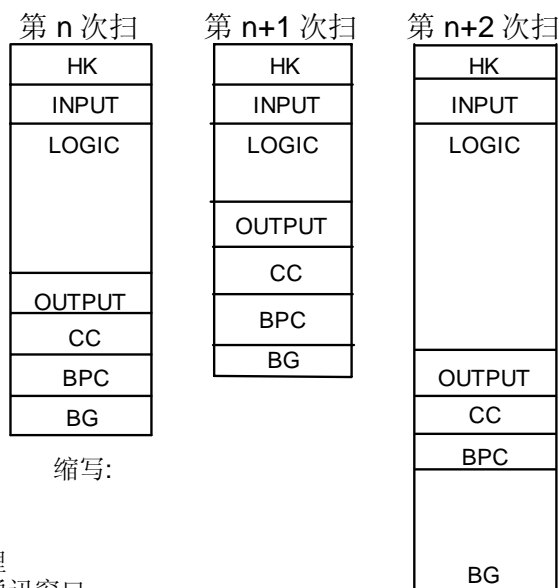 第 n 次扫
HK
INPUT
LOGIC
OUTPUT
CC
BPC
BG
第 n+1 次扫
HK
INPUT
LOGIC
OUTPUT
CC
BPC
BG
第 n+2 次扫
HK
INPUT
LOGIC
OUTPUT
CC
BPC
BG
缩写: